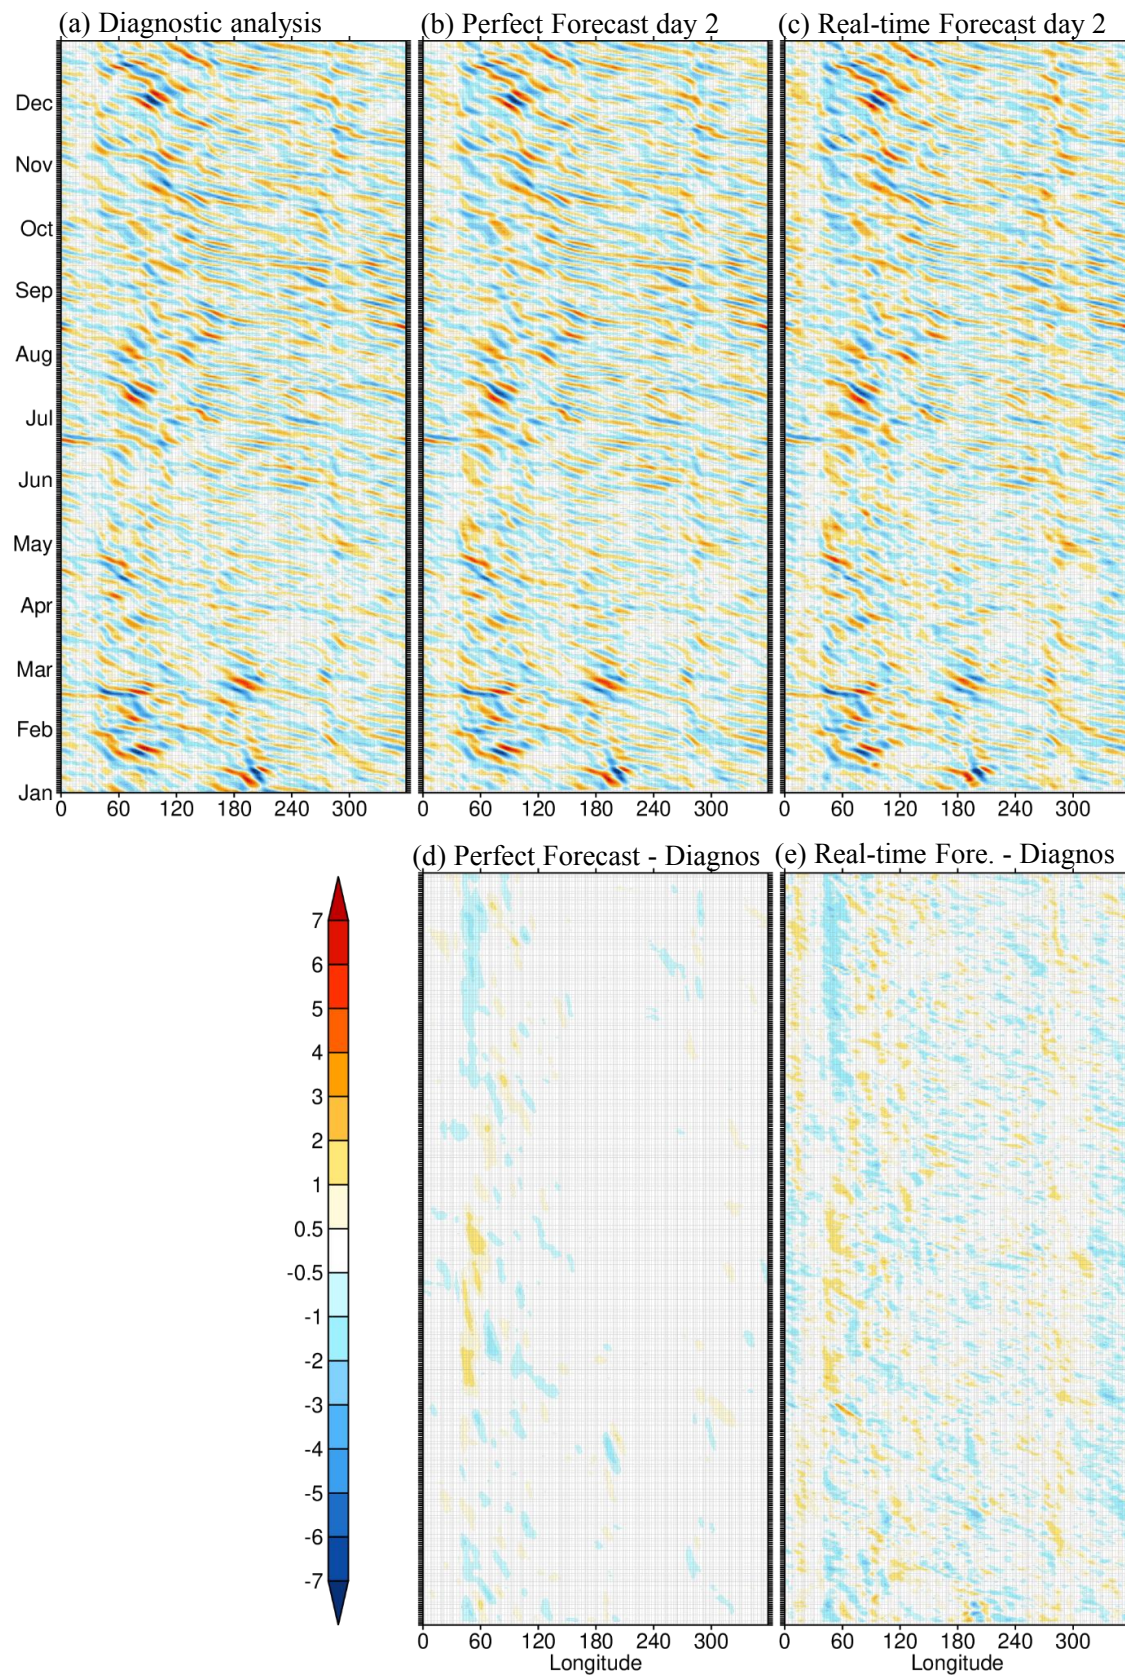 (a) Diagnostic analysis (b) Perfect Forecast day 2 (c) Real-time Forecast day 2
Dec
Nov
Oct
Sep
Aug
Jul
Jun
May
Apr
Mar
Feb
Jan
0 60 120 180 240 300 0 60 120 180 240 300 0 60 120 180 240 300
(d) Perfect Forecast - Diagnos (e) Real-time Fore. - Diagnos
7
6
5
4
3
2
1
0.5
-0.5
-1
-2
-3
-4
-5
-6
-7
0 60 120 180 240 300 0 60 120 180 240 300
Longitude Longitude